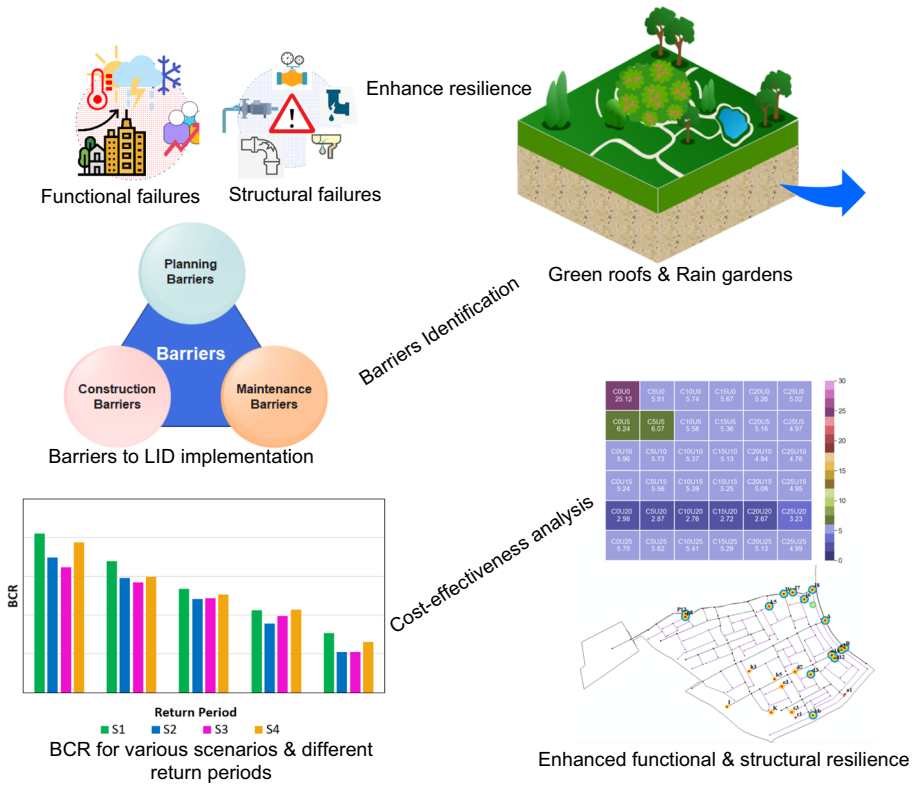 Enhance resilience
Functional failures
Structural failures
Green roofs & Rain gardens
Planning
Barriers
Barriers
Construction
Barriers
Maintenance
Barriers
Barriers to LID implementation
Barriers Identification
C0U0 C5U0 C10U0 C15U0 C20U0 C25U0
25.12 5.91 5.74 5.67 5.26 5.02
C0U5 C5U5 C10U5 C15U5 C20U5 C25U5
6.24 6.07 5.58 5.36 5.16 4.97
C0U10 C5U10 C10U10 C15U10 C20U10 C25U10
5.96 5.73 5.37 5.13 4.94 4.76
C0U15 C5U15 C10U15 C15U15 C20U15 C25U15
5.24 5.56 5.39 5.25 5.08 4.95
C0U20 C5U20 C10U20 C15U20 C20U20 C25U20
2.98 2.87 2.76 2.72 2.67 3.23
C0U25 C5U25 C10U25 C15U25 C20U25 C25U25
5.70 5.62 5.41 5.29 5.13 4.99
30
25
20
15
10
5
0
Cost-effectiveness analysis
BCR
Return Period
S1 S2 S3 S4
BCR for various scenarios & different
return periods
Enhanced functional & structural resilience